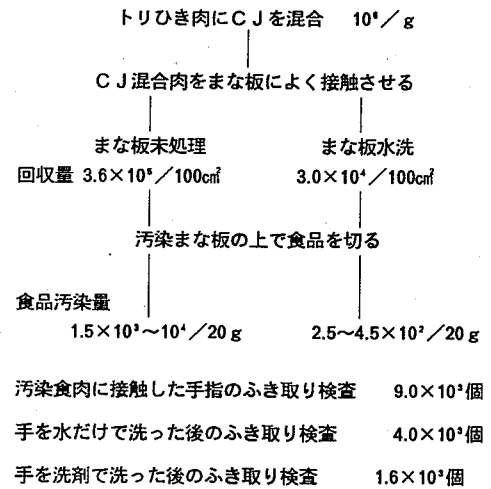 トリひき肉にCJを混合 10⁶/g
CJ混合肉をまな板によく接触させる
まな板未処理 まな板水洗
回収量 3.6×10⁵/100cm² 3.0×10⁴/100cm²
汚染まな板の上で食品を切る
食品汚染量
1.5×10³~10⁴/20g 2.5~4.5×10²/20g
汚染食肉に接触した手指のふき取り検査 9.0×10³個
手を水だけで洗った後のふき取り検査 4.0×10³個
手を洗剤で洗った後のふき取り検査 1.6×10³個